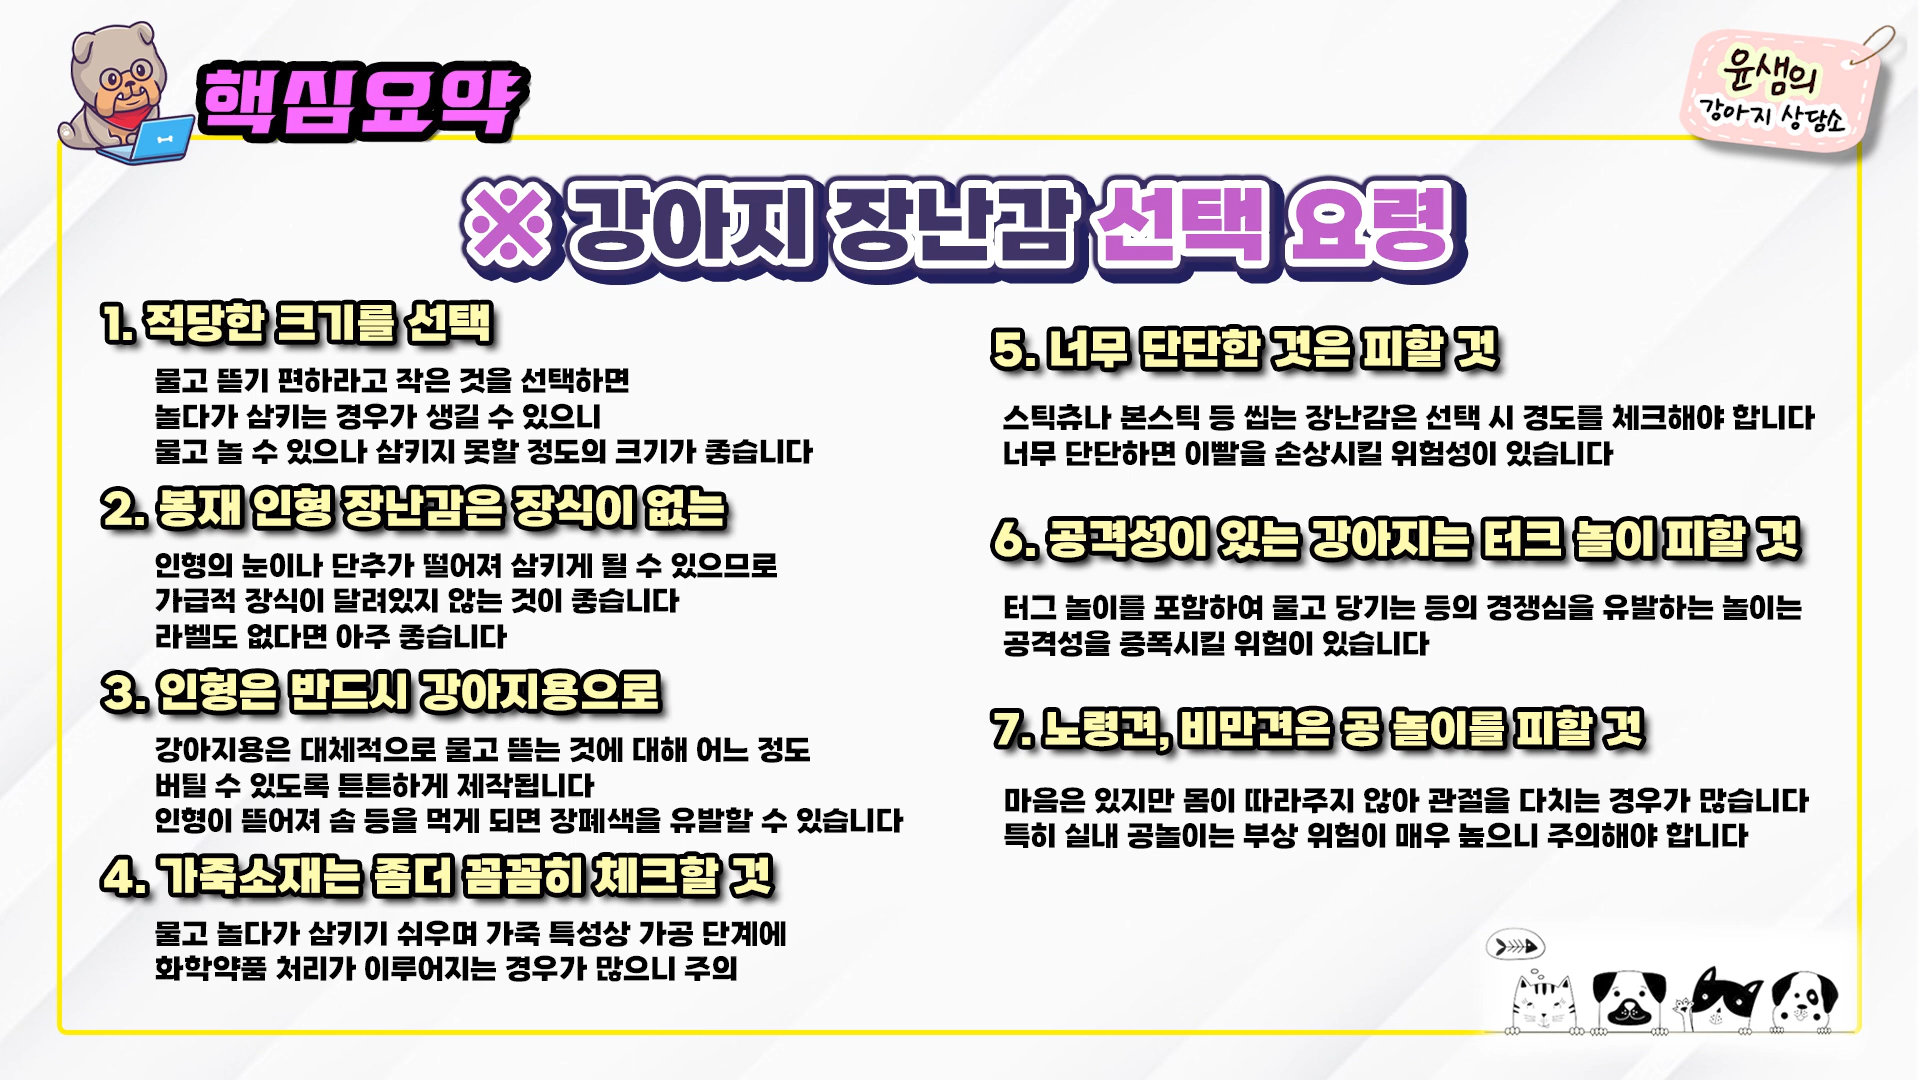 핵심요약
윤샘의
강아지 상담소
※ 강아지 장난감 선택 요령
1. 적당한 크기를 선택
물고 뜯기 편하라고 작은 것을 선택하면
놀다가 삼키는 경우가 생길 수 있으니
물고 놀 수 있으나 삼키지 못할 정도의 크기가 좋습니다
2. 봉재 인형 장난감은 장식이 없는
인형의 눈이나 단추가 떨어져 삼키게 될 수 있으므로
가급적 장식이 달려있지 않는 것이 좋습니다
라벨도 없다면 아주 좋습니다
3. 인형은 반드시 강아지용으로
강아지용은 대체적으로 물고 뜯는 것에 대해 어느 정도
버틸 수 있도록 튼튼하게 제작됩니다
인형이 뜯어져 솜 등을 먹게 되면 장폐색을 유발할 수 있습니다
4. 가죽소재는 좀더 꼼꼼히 체크할 것
물고 놀다가 삼키기 쉬우며 가죽 특성상 가공 단계에
화학약품 처리가 이루어지는 경우가 많으니 주의
5. 너무 단단한 것은 피할 것
스틱츄나 본스틱 등 씹는 장난감은 선택 시 경도를 체크해야 합니다
너무 단단하면 이빨을 손상시킬 위험성이 있습니다
6. 공격성이 있는 강아지는 터크 놀이 피할 것
터그 놀이를 포함하여 물고 당기는 등의 경쟁심을 유발하는 놀이는
공격성을 증폭시킬 위험이 있습니다
7. 노령견, 비만견은 공 놀이를 피할 것
마음은 있지만 몸이 따라주지 않아 관절을 다치는 경우가 많습니다
특히 실내 공놀이는 부상 위험이 매우 높으니 주의해야 합니다